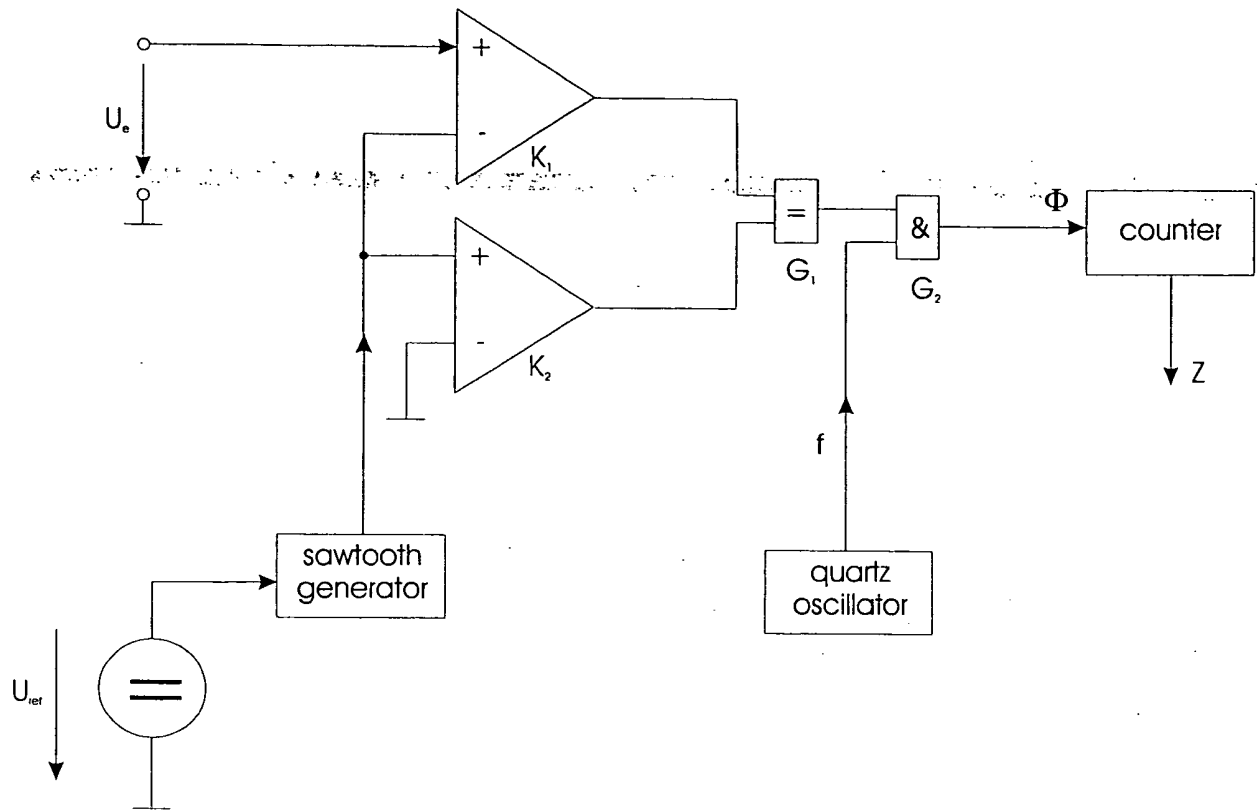 +
U_e
-
K_1
=
&
Φ
counter
+
G_1
G_2
-
K_2
Z
f
sawtooth
generator
quartz
oscillator
U_ref
=